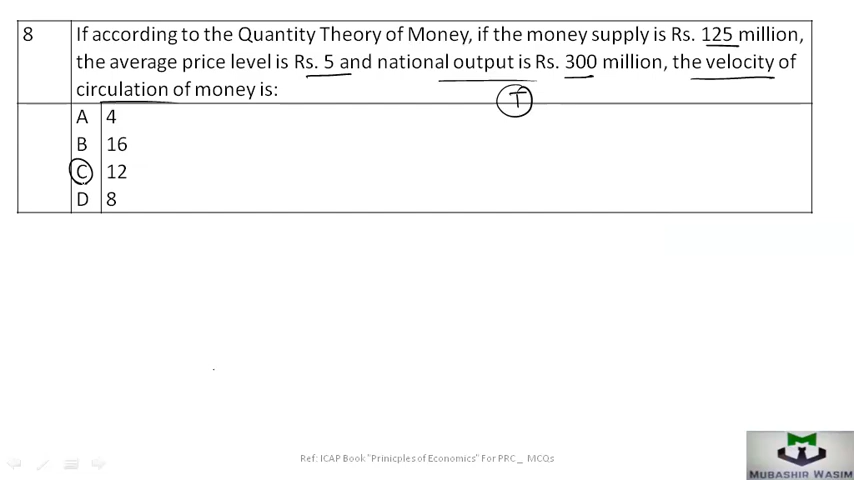 8 If according to the Quantity Theory of Money, if the money supply is Rs. 125 million,
the average price level is Rs. 5 and national output is Rs. 300 million, the velocity of
circulation of money is:
T
A 4
B 16
C 12
D 8
Ref: ICAP Book "Prinicples of Economics" For PRC_ MCQs
MUBASHIR WASIM